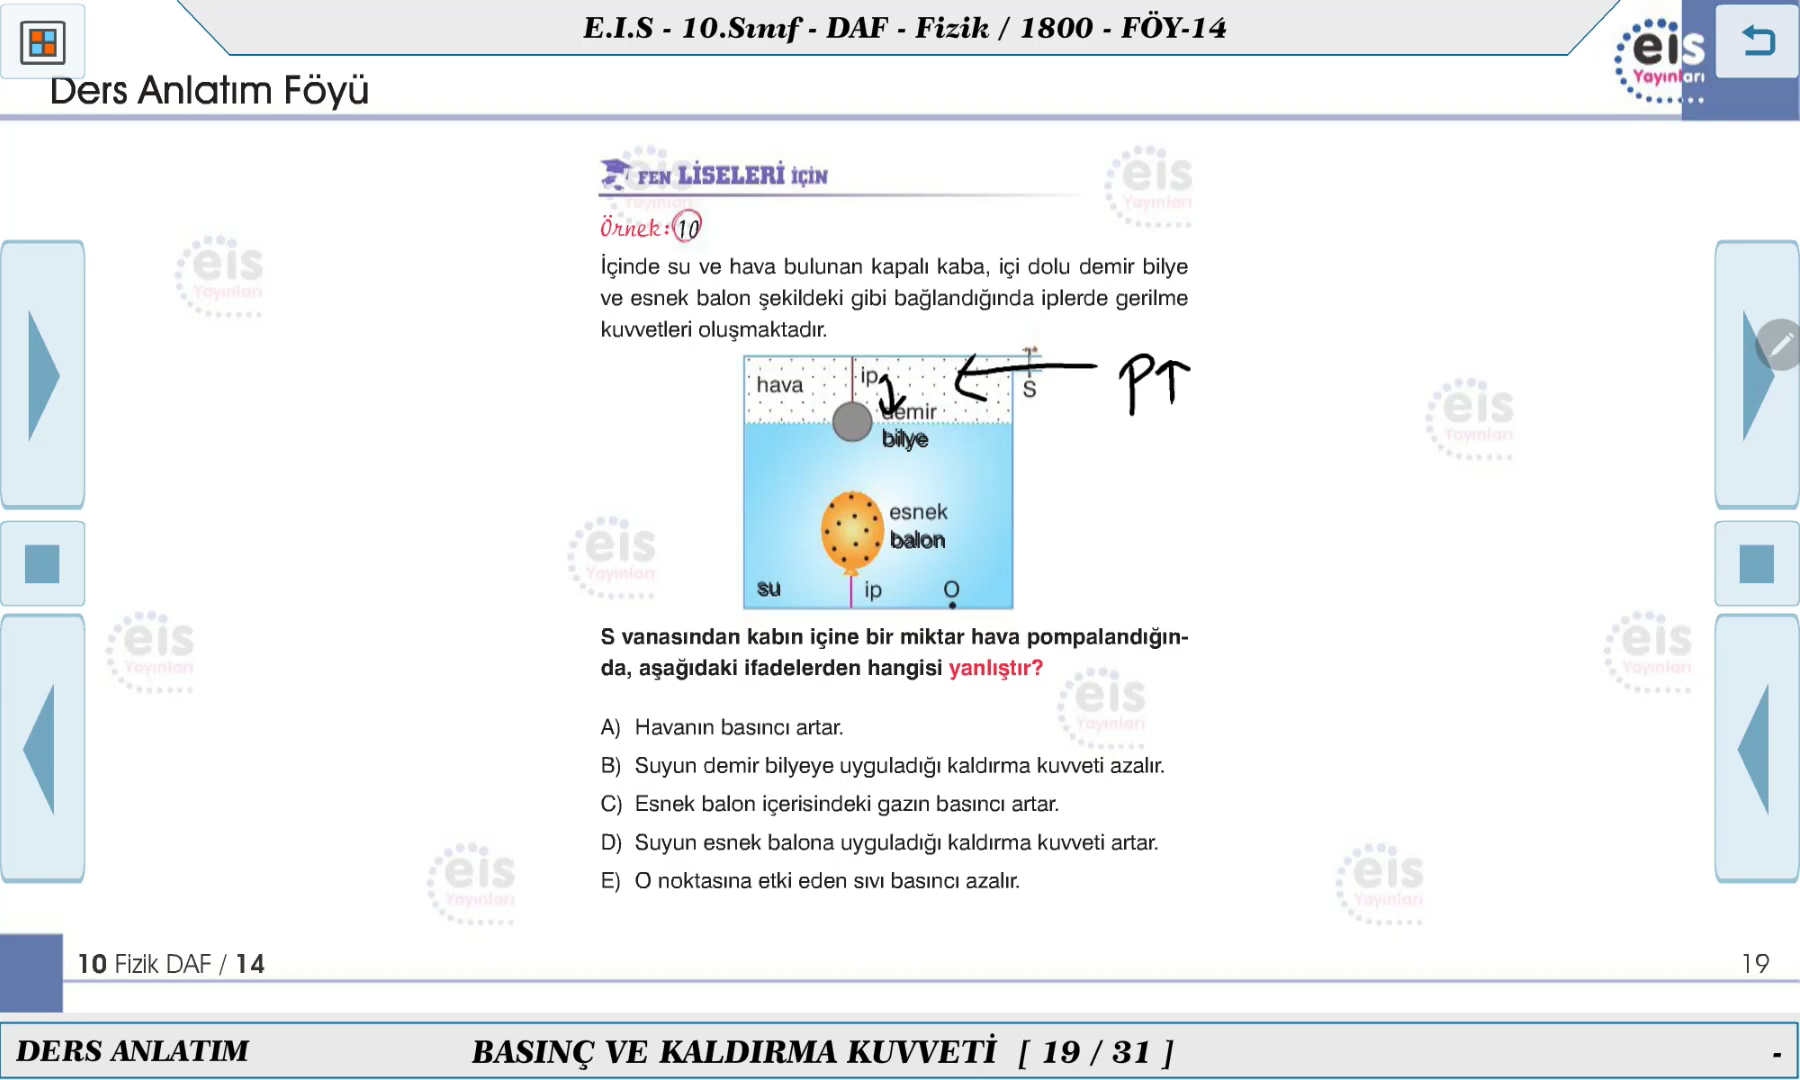 E.I.S - 10.Sınıf - DAF - Fizik / 1800 - FÖY-14
eis
Yayınları
Ders Anlatım Föyü
FEN LİSELERİ İÇİN
Örnek: 10
İçinde su ve hava bulunan kapalı kaba, içi dolu demir bilye
ve esnek balon şekildeki gibi bağlandığında iplerde gerilme
kuvvetleri oluşmaktadır.
hava
ip
S
P↑
demir
bilye
esnek
balon
su
ip
O
S vanasından kabın içine bir miktar hava pompalandığın-
da, aşağıdaki ifadelerden hangisi yanlıştır?
A) Havanın basıncı artar.
B) Suyun demir bilyeye uyguladığı kaldırma kuvveti azalır.
C) Esnek balon içerisindeki gazın basıncı artar.
D) Suyun esnek balona uyguladığı kaldırma kuvveti artar.
E) O noktasına etki eden sıvı basıncı azalır.
10 Fizik DAF / 14
19
DERS ANLATIM
BASINÇ VE KALDIRMA KUVVETİ [ 19 / 31 ]
-